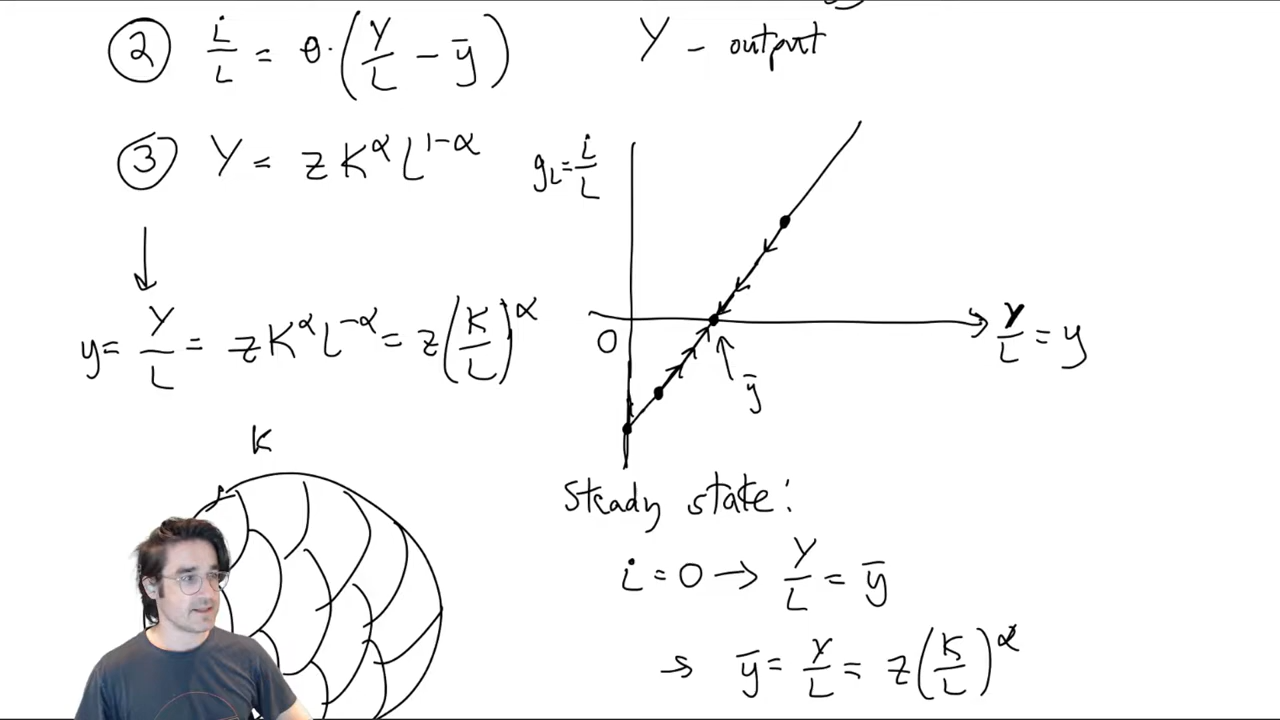 ② L̇/L = θ·(Y/L − ȳ)
Y – output
③ Y = zK^α L^(1−α)
g_L = L̇/L
y = Y/L = zK^α L^(−α) = z(K/L)^α
0
ȳ
Y/L = y
K
Steady state:
L̇ = 0 → Y/L = ȳ
→ ȳ = Y/L = z(K/L)^α